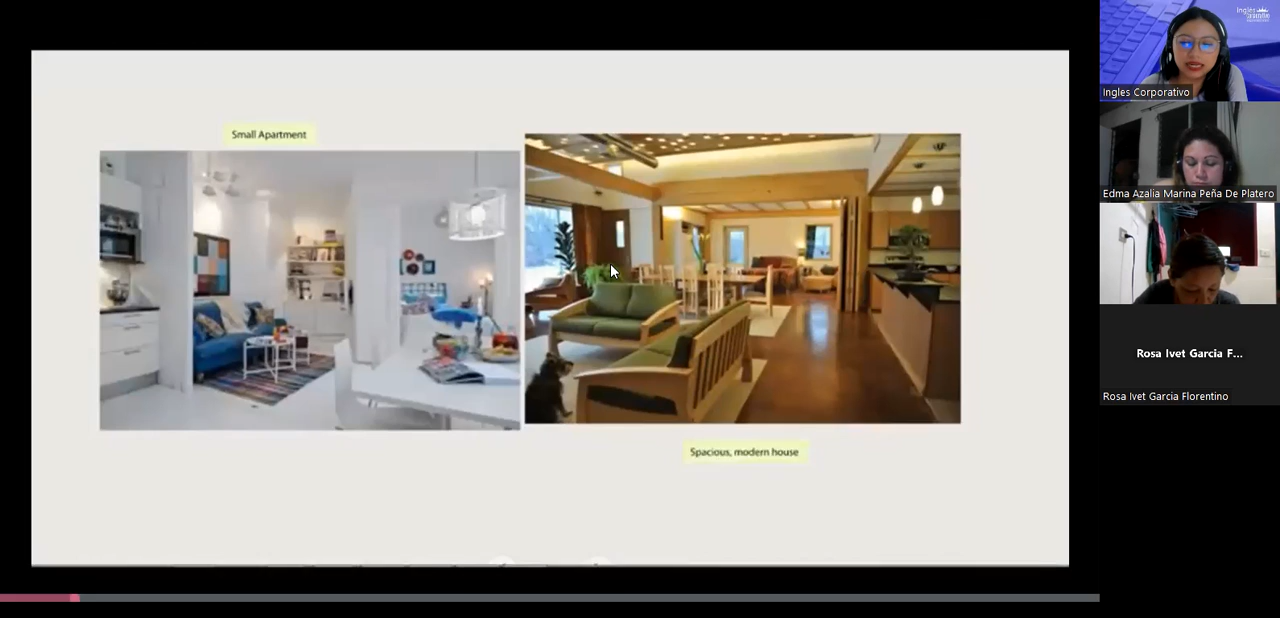 Small Apartment
Spacious, modern house
Ingles Corporativo
Edma Azalia Marina Peña De Platero
Rosa Ivet Garcia F...
Rosa Ivet Garcia Florentino